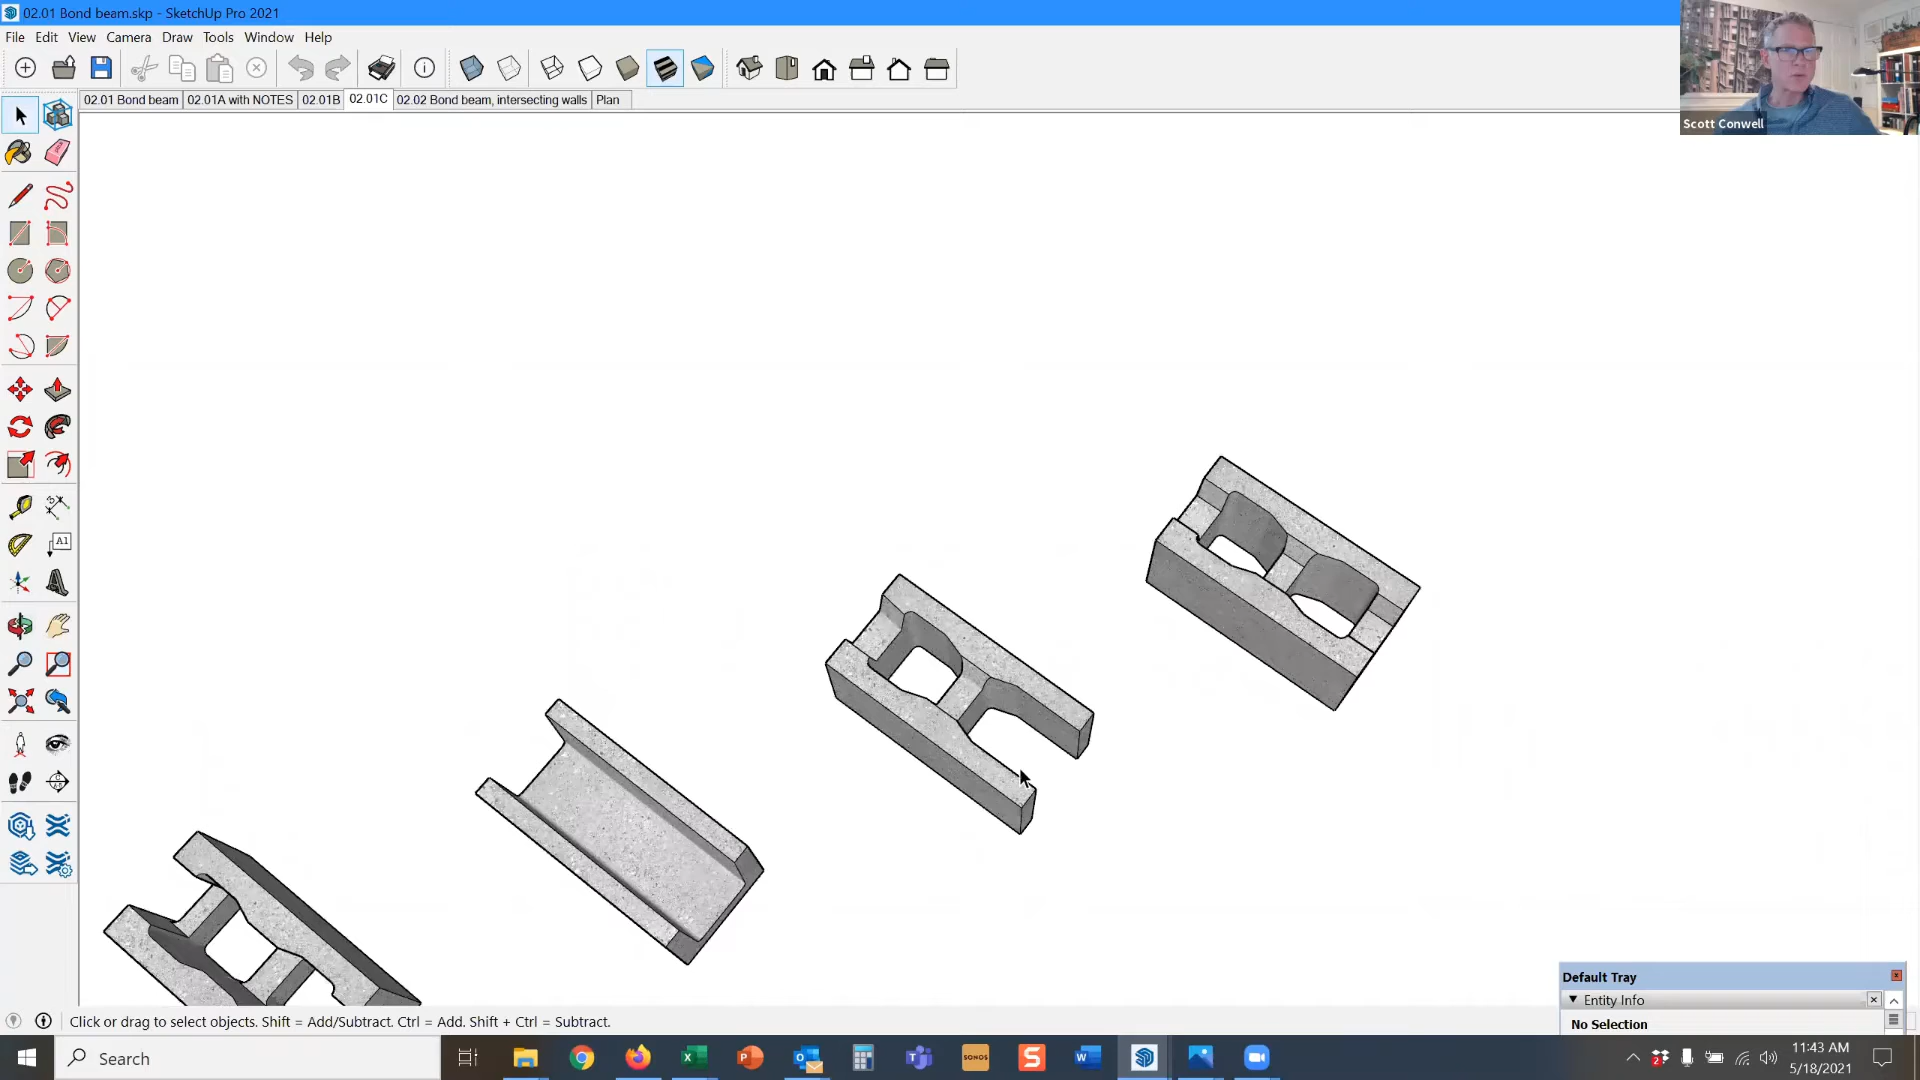 02.01 Bond beam.skp - SketchUp Pro 2021
File Edit View Camera Draw Tools Window Help
02.01 Bond beam 02.01A with NOTES 02.01B 02.01C 02.02 Bond beam, intersecting walls Plan
Scott Conwell
A1
Default Tray
Entity Info
No Selection
Click or drag to select objects. Shift = Add/Subtract. Ctrl = Add. Shift + Ctrl = Subtract.
Search
SONOS
11:43 AM
5/18/2021